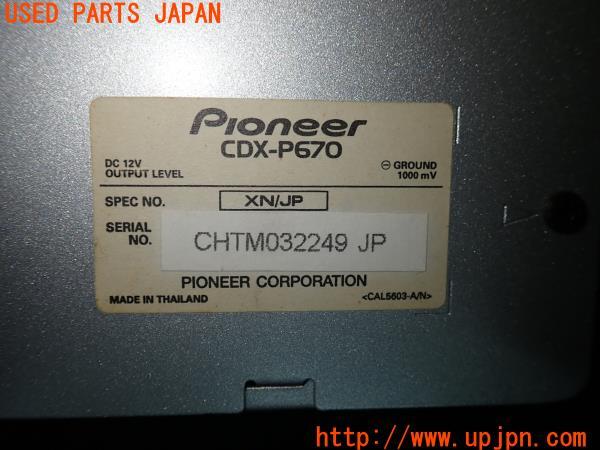 USED PARTS JAPAN
Pioneer
CDX-P670
DC 12V
OUTPUT LEVEL
⊖ GROUND
1000 mV
SPEC NO.
XN/JP
SERIAL
NO.
CHTM032249 JP
PIONEER CORPORATION
MADE IN THAILAND
<CAL5603-A/N>
http://www.upjpn.com/